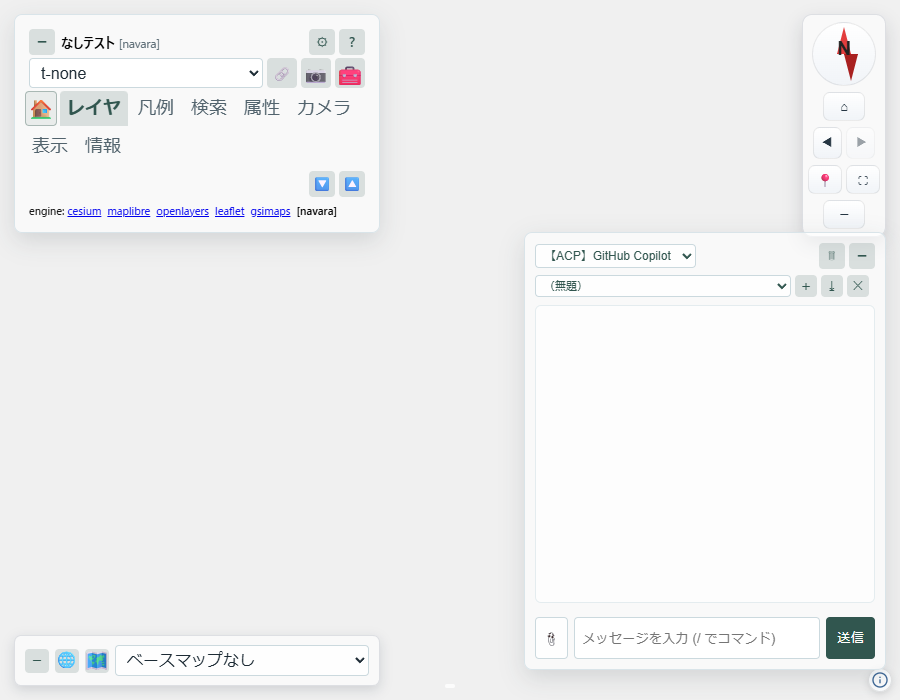 − なしテスト [navara] ?
t-none
レイヤ 凡例 検索 属性 カメラ
表示 情報
engine: cesium maplibre openlayers leaflet gsimaps [navara]
N
【ACP】GitHub Copilot
（無題）
メッセージを入力 (/ でコマンド)
送信
ベースマップなし